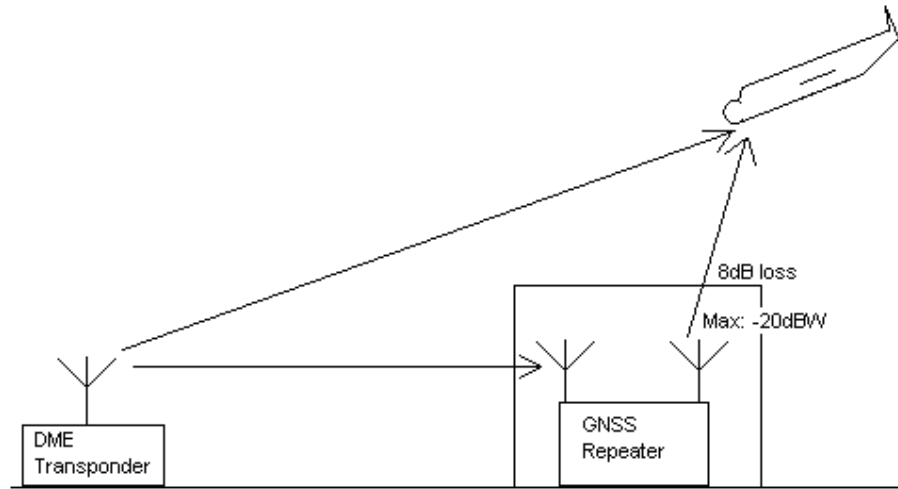 8dB loss
Max: -20dBW
DME
Transponder
GNSS
Repeater